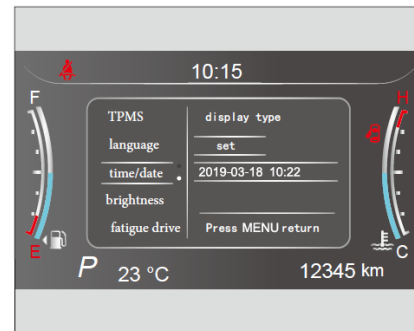 10:15
F
H
TPMS
display type
language
set
time/date
2019-03-18 10:22
brightness
fatigue drive
Press MENU return
E
C
P
23 °C
12345 km